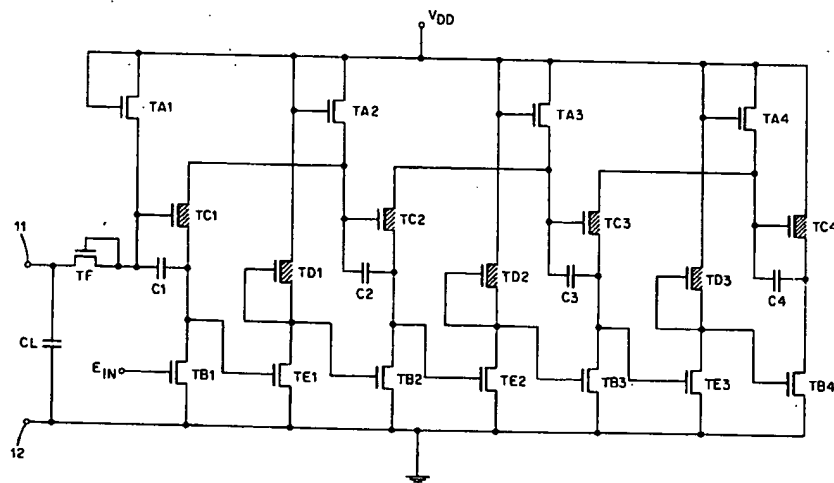 VDD
TA1
TA2
TA3
TA4
TC1
TC2
TC3
TC4
11
TF
C1
TD1
C2
TD2
C3
TD3
C4
CL
EIN
TB1
TE1
TB2
TE2
TB3
TE3
TB4
12